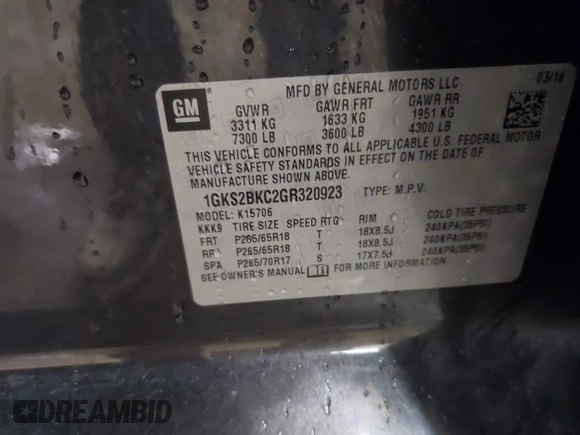 GM
MFD BY GENERAL MOTORS LLC 03/16
GVWR GAWR FRT GAWR RR
3311 KG 1633 KG 1951 KG
7300 LB 3600 LB 4300 LB
THIS VEHICLE CONFORMS TO ALL APPLICABLE U.S. FEDERAL MOTOR
VEHICLE SAFETY STANDARDS IN EFFECT ON THE DATE OF
MANUFACTURE SHOWN ABOVE.
1GKS2BKC2GR320923 TYPE: M.P.V.
MODEL: K15706
KKK9 TIRE SIZE SPEED RTG RIM COLD TIRE PRESSURE
FRT P265/65R18 T 18X8.5J 240KPA(35PSI)
RR P265/65R18 T 18X8.5J 240KPA(35PSI)
SPA P265/70R17 S 17X7.5J 240KPA(35PSI)
SEE OWNER'S MANUAL FOR MORE INFORMATION.
DREAMBID